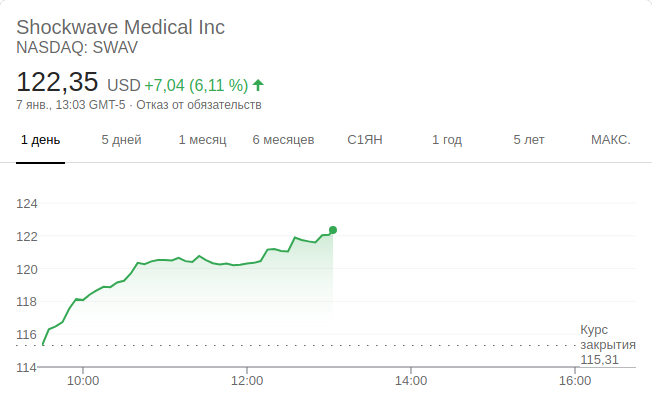 Shockwave Medical Inc
NASDAQ: SWAV
122,35 USD +7,04 (6,11 %)
7 янв., 13:03 GMT-5 · Отказ от обязательств
1 день 5 дней 1 месяц 6 месяцев С1ЯН 1 год 5 лет МАКС.
124
122
120
118
116
114
Курс
закрытия
115,31
10:00 12:00 14:00 16:00